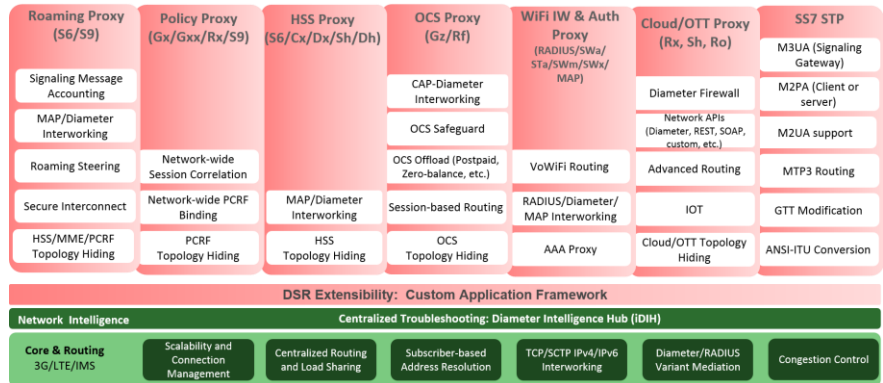 Roaming Proxy
(S6/S9)
Signaling Message
Accounting
MAP/Diameter
Interworking
Roaming Steering
Secure Interconnect
HSS/MME/PCRF
Topology Hiding
Policy Proxy
(Gx/Gxx/Rx/S9)
Network-wide
Session Correlation
Network-wide PCRF
Binding
PCRF
Topology Hiding
HSS Proxy
(S6/Cx/Dx/Sh/Dh)
MAP/Diameter
Interworking
HSS
Topology Hiding
OCS Proxy
(Gz/Rf)
CAP-Diameter
Interworking
OCS Safeguard
OCS Offload (Postpaid,
Zero-balance, etc.)
Session-based Routing
OCS
Topology Hiding
WiFi IW & Auth
Proxy
(RADIUS/SWa/
STa/SWm/SWx/
MAP)
VoWiFi Routing
RADIUS/Diameter/
MAP Interworking
AAA Proxy
Cloud/OTT Proxy
(Rx, Sh, Ro)
Diameter Firewall
Network APIs
(Diameter, REST, SOAP,
custom, etc.)
Advanced Routing
IOT
Cloud/OTT Topology
Hiding
SS7 STP
M3UA (Signaling
Gateway)
M2PA (Client or
server)
M2UA support
MTP3 Routing
GTT Modification
ANSI-ITU Conversion
DSR Extensibility: Custom Application Framework
Network Intelligence
Centralized Troubleshooting: Diameter Intelligence Hub (iDIH)
Core & Routing
3G/LTE/IMS
Scalability and
Connection
Management
Centralized Routing
and Load Sharing
Subscriber-based
Address Resolution
TCP/SCTP IPv4/IPv6
Interworking
Diameter/RADIUS
Variant Mediation
Congestion Control